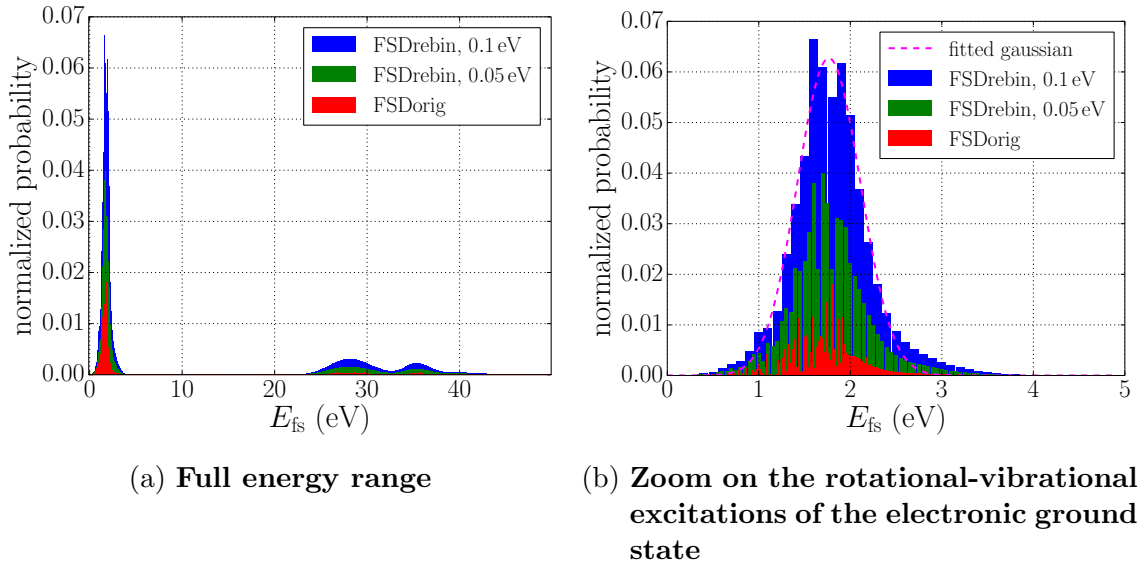 0.07
0.06
0.05
0.04
0.03
0.02
0.01
0.00
normalized probability
0 10 20 30 40
E_fs (eV)
FSDrebin, 0.1 eV
FSDrebin, 0.05 eV
FSDorig
(a) Full energy range
0.07
0.06
0.05
0.04
0.03
0.02
0.01
0.00
normalized probability
0 1 2 3 4 5
E_fs (eV)
fitted gaussian
FSDrebin, 0.1 eV
FSDrebin, 0.05 eV
FSDorig
(b) Zoom on the rotational-vibrational
excitations of the electronic ground
state